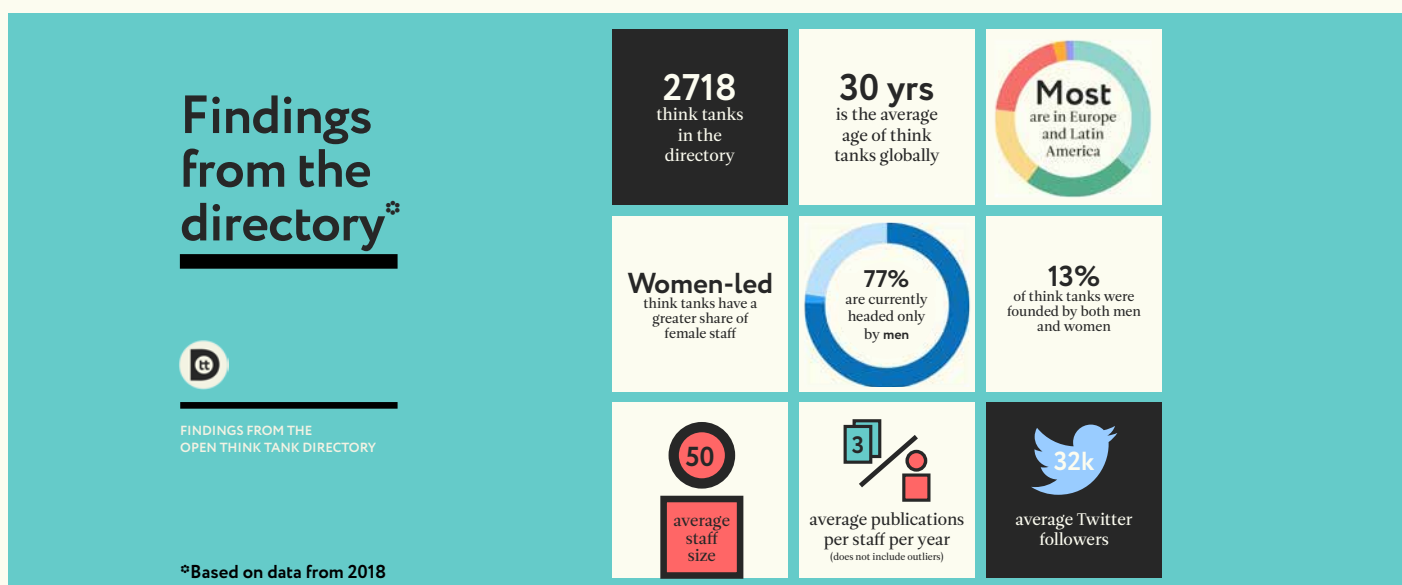 Findings
from the
directory*
tt
FINDINGS FROM THE
OPEN THINK TANK DIRECTORY
*Based on data from 2018
2718
think tanks
in the
directory
30 yrs
is the average
age of think
tanks globally
Most
are in Europe
and Latin
America
Women-led
think tanks have a
greater share of
female staff
77%
are currently
headed only
by men
13%
of think tanks were
founded by both men
and women
50
average
staff
size
3
average publications
per staff per year
(does not include outliers)
32k
average Twitter
followers